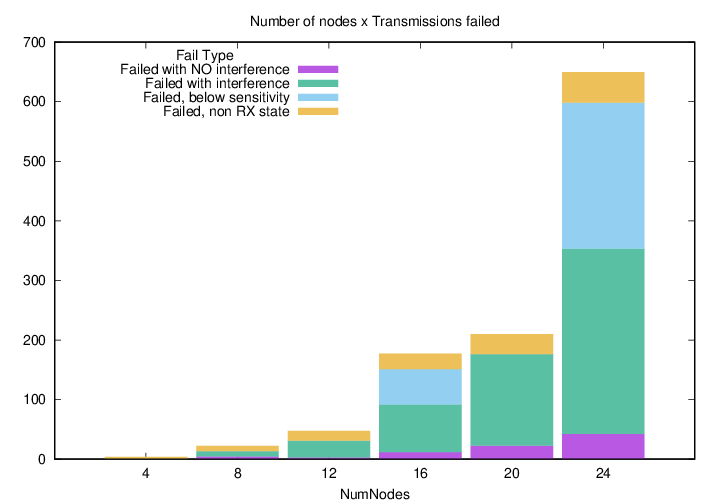 Number of nodes x Transmissions failed
700
600
500
400
300
200
100
0
Fail Type
Failed with NO interference
Failed with interference
Failed, below sensitivity
Failed, non RX state
4 8 12 16 20 24
NumNodes